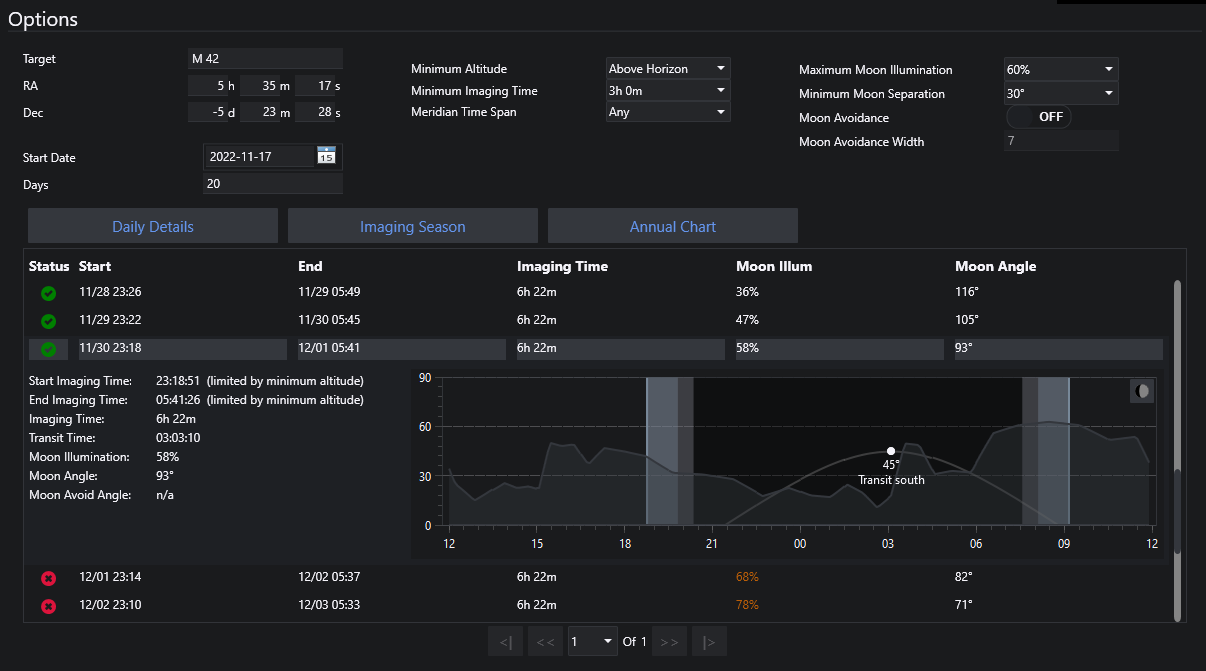 Options
Target M 42
RA 5 h 35 m 17 s
Dec -5 d 23 m 28 s
Start Date 2022-11-17 15
Days 20
Minimum Altitude Above Horizon
Minimum Imaging Time 3h 0m
Meridian Time Span Any
Maximum Moon Illumination 60%
Minimum Moon Separation 30°
Moon Avoidance OFF
Moon Avoidance Width 7
Daily Details Imaging Season Annual Chart
Status Start End Imaging Time Moon Illum Moon Angle
11/28 23:26 11/29 05:49 6h 22m 36% 116°
11/29 23:22 11/30 05:45 6h 22m 47% 105°
11/30 23:18 12/01 05:41 6h 22m 58% 93°
Start Imaging Time: 23:18:51 (limited by minimum altitude)
End Imaging Time: 05:41:26 (limited by minimum altitude)
Imaging Time: 6h 22m
Transit Time: 03:03:10
Moon Illumination: 58%
Moon Angle: 93°
Moon Avoid Angle: n/a
90
60
30
0
45°
Transit south
12 15 18 21 00 03 06 09 12
12/01 23:14 12/02 05:37 6h 22m 68% 82°
12/02 23:10 12/03 05:33 6h 22m 78% 71°
<| << 1 Of 1 >> |>